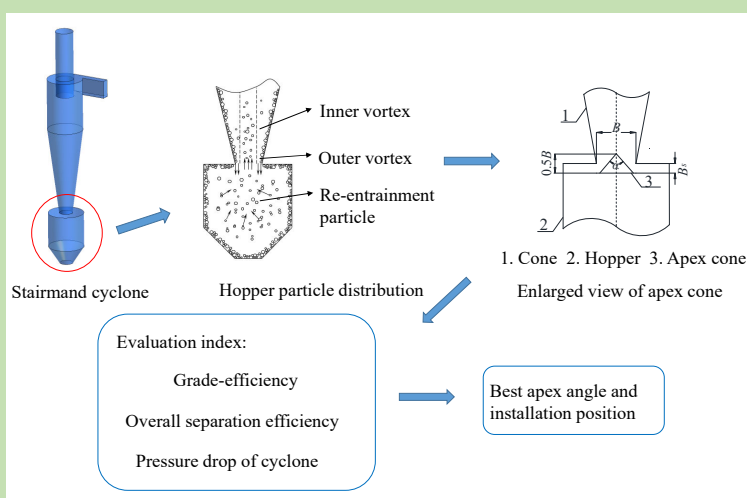 Inner vortex
Outer vortex
Re-entrainment
particle
Stairmand cyclone
Hopper particle distribution
1
B
0.5B
α
Bs
3
2
1. Cone 2. Hopper 3. Apex cone
Enlarged view of apex cone
Evaluation index:
Grade-efficiency
Overall separation efficiency
Pressure drop of cyclone
Best apex angle and
installation position